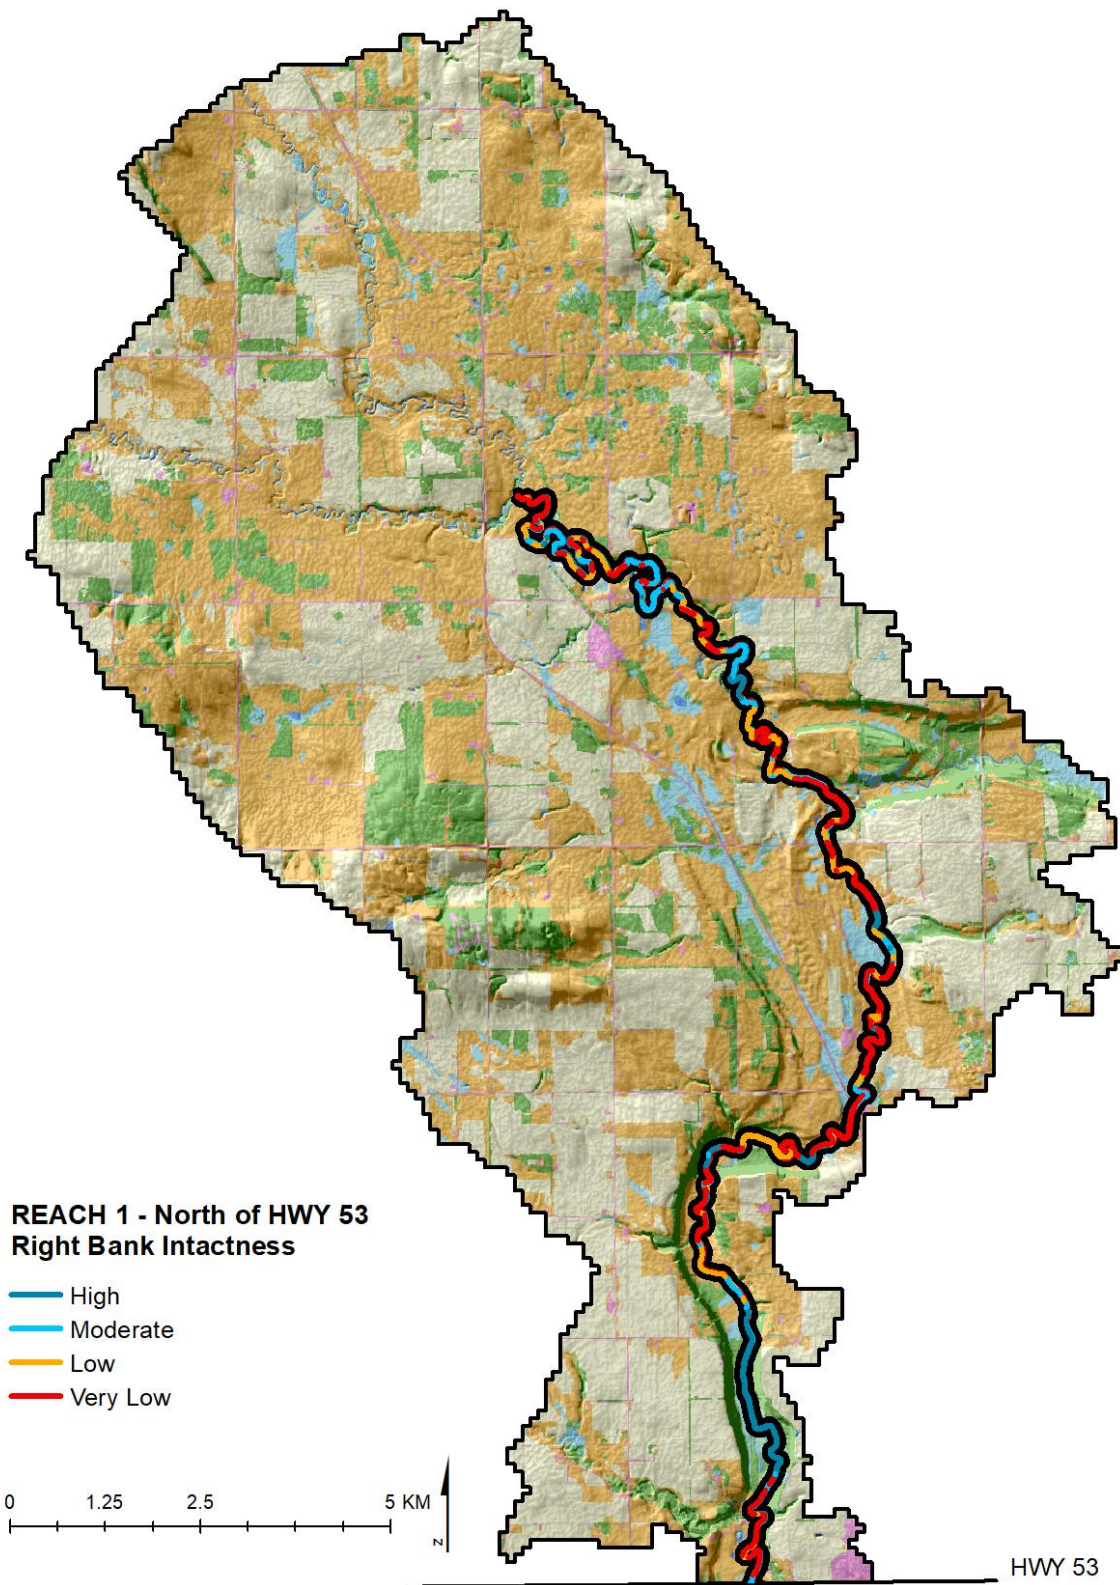 REACH 1 - North of HWY 53
Right Bank Intactness
High
Moderate
Low
Very Low
0 1.25 2.5 5 KM
N
HWY 53